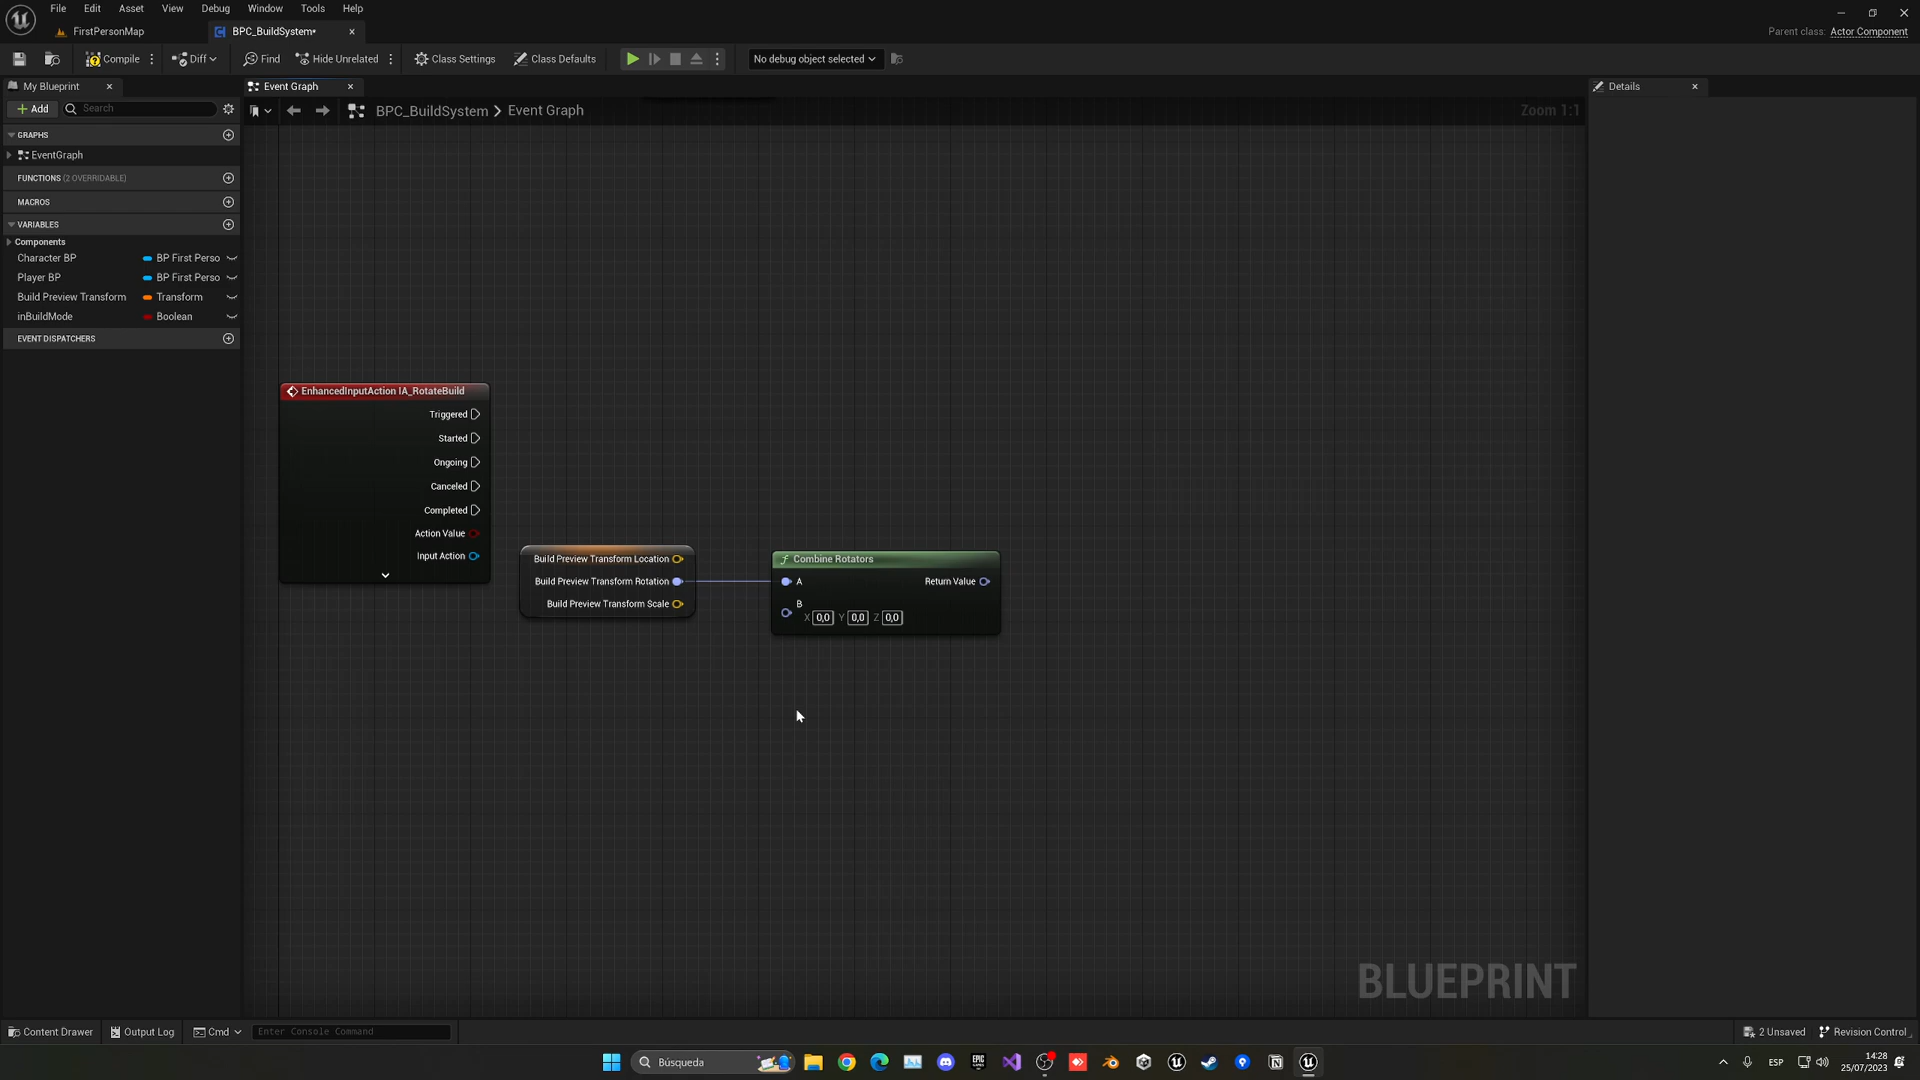 File Edit Asset View Debug Window Tools Help
FirstPersonMap
BPC_BuildSystem*
Parent class: Actor Component
Compile
Diff
Find
Hide Unrelated
Class Settings
Class Defaults
No debug object selected
My Blueprint
Event Graph
Details
Add
Search
BPC_BuildSystem > Event Graph
Zoom 1:1
GRAPHS
EventGraph
FUNCTIONS (2 OVERRIDABLE)
MACROS
VARIABLES
Components
Character BP BP First Perso
Player BP BP First Perso
Build Preview Transform Transform
inBuildMode Boolean
EVENT DISPATCHERS
EnhancedInputAction IA_RotateBuild
Triggered
Started
Ongoing
Canceled
Completed
Action Value
Input Action
Build Preview Transform Location
Build Preview Transform Rotation
Build Preview Transform Scale
Combine Rotators
A
Return Value
B
X 0,0 Y 0,0 Z 0,0
BLUEPRINT
Content Drawer
Output Log
Cmd
Enter Console Command
2 Unsaved
Revision Control
Búsqueda
EPIC GAMES
ESP
14:28
25/07/2023